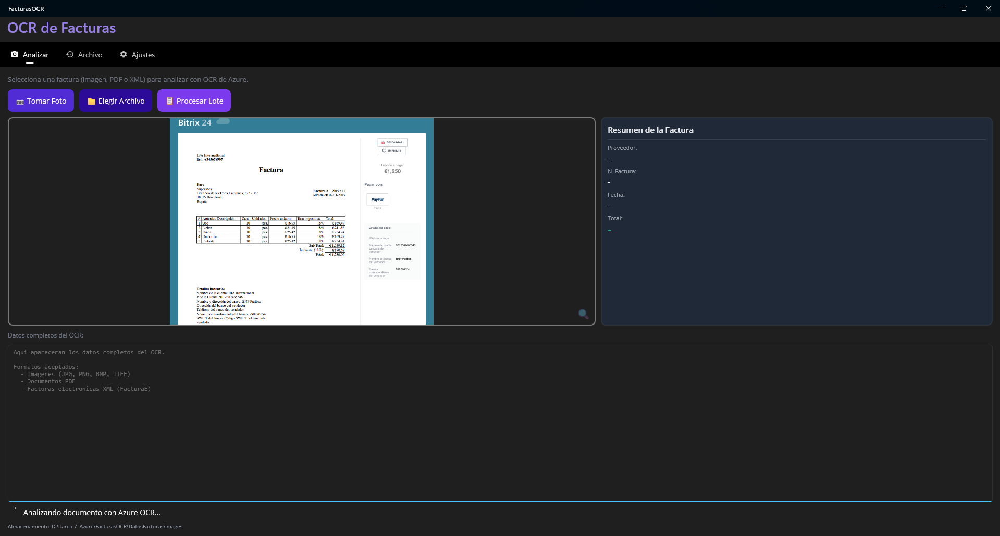 FacturasOCR
OCR de Facturas
Analizar
Archivo
Ajustes
Selecciona una factura (imagen, PDF o XML) para analizar con OCR de Azure.
Tomar Foto
Elegir Archivo
Procesar Lote
Bitrix 24
IBA International
Tel.: +345678907
Factura
Para
SuperMex
Gran Via de les Corts Catalanes, 373 - 385
08015 Barcelona
España
Factura # 2019 / 11
Girada el: 02/11/2019
# Artículo / Descripción Cant Unidades Precio unitario Tasa impositiva Total
1 Oso 10 pcs. €16.95 18% €169.49
2 Liebre 10 pcs. €21.19 18% €211.86
3 Panda 10 pcs. €25.42 18% €254.24
4 Unicornio 10 pcs. €16.95 18% €169.49
5 Elefante 10 pcs. €25.42 18% €254.24
Sub Total: €1,059.32
Impuesto (18%): €190.68
Total: €1,250.00
Detalles bancarios
Nombre de la cuenta: IBA International
# de la Cuenta: 9012387465546
Nombre y dirección del banco: BNP Paribas
Dirección del banco del vendedor
Teléfono del banco del vendedor
Número de enrutamiento del banco: 998776554
SWIFT del banco: Código SWIFT del banco del
vendedor
DESCARGAR
IMPRIMIR
Importe a pagar
€1,250
Pagar con:
PayPal
PayPal
Detalles del pago:
IBA International
Número de cuenta 9012387465546
bancaria del
vendedor
Nombre del banco BNP Paribas
del vendedor
Cuenta 998776554
correspondiente
del Vendedor
Resumen de la Factura
Proveedor:
–
N. Factura:
-
Fecha:
-
Total:
–
Datos completos del OCR:
Aqui apareceran los datos completos del OCR.
Formatos aceptados:
- Imagenes (JPG, PNG, BMP, TIFF)
- Documentos PDF
- Facturas electronicas XML (FacturaE)
Analizando documento con Azure OCR...
Almacenamiento: D:\Tarea 7 Azure\FacturasOCR\DatosFacturas\images